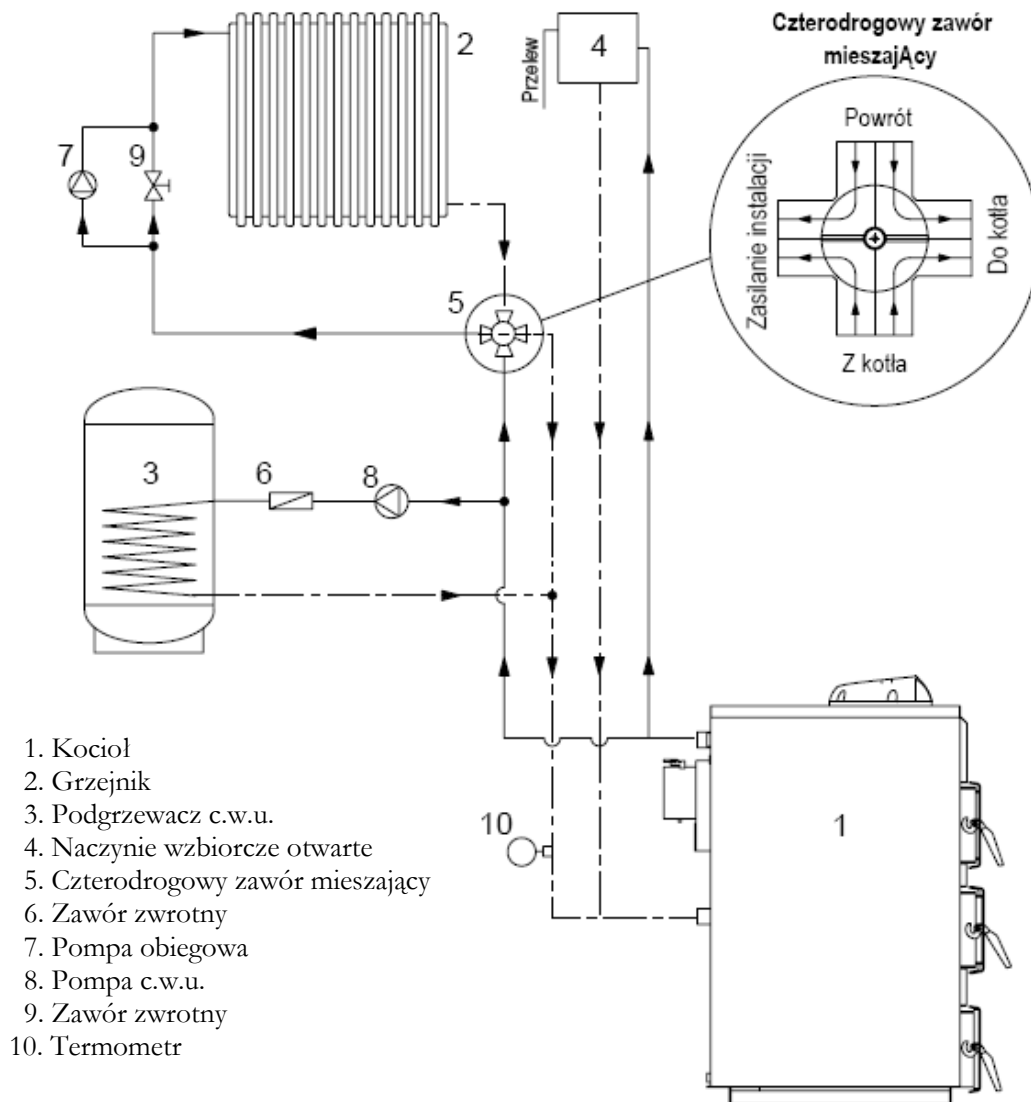 Czterodrogowy zawór
mieszajĄcy
Powrót
Zasilanie instalacji
Do kotła
Z kotła
2
4
Przelew
7
9
5
3
6
8
10
1
1. Kocioł
2. Grzejnik
3. Podgrzewacz c.w.u.
4. Naczynie wzbiorcze otwarte
5. Czterodrogowy zawór mieszający
6. Zawór zwrotny
7. Pompa obiegowa
8. Pompa c.w.u.
9. Zawór zwrotny
10. Termometr